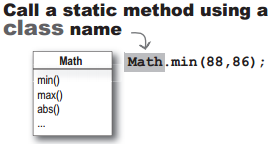 Call a static method using a
class name
Math
Math.min(88,86);
min()
max()
abs()
...